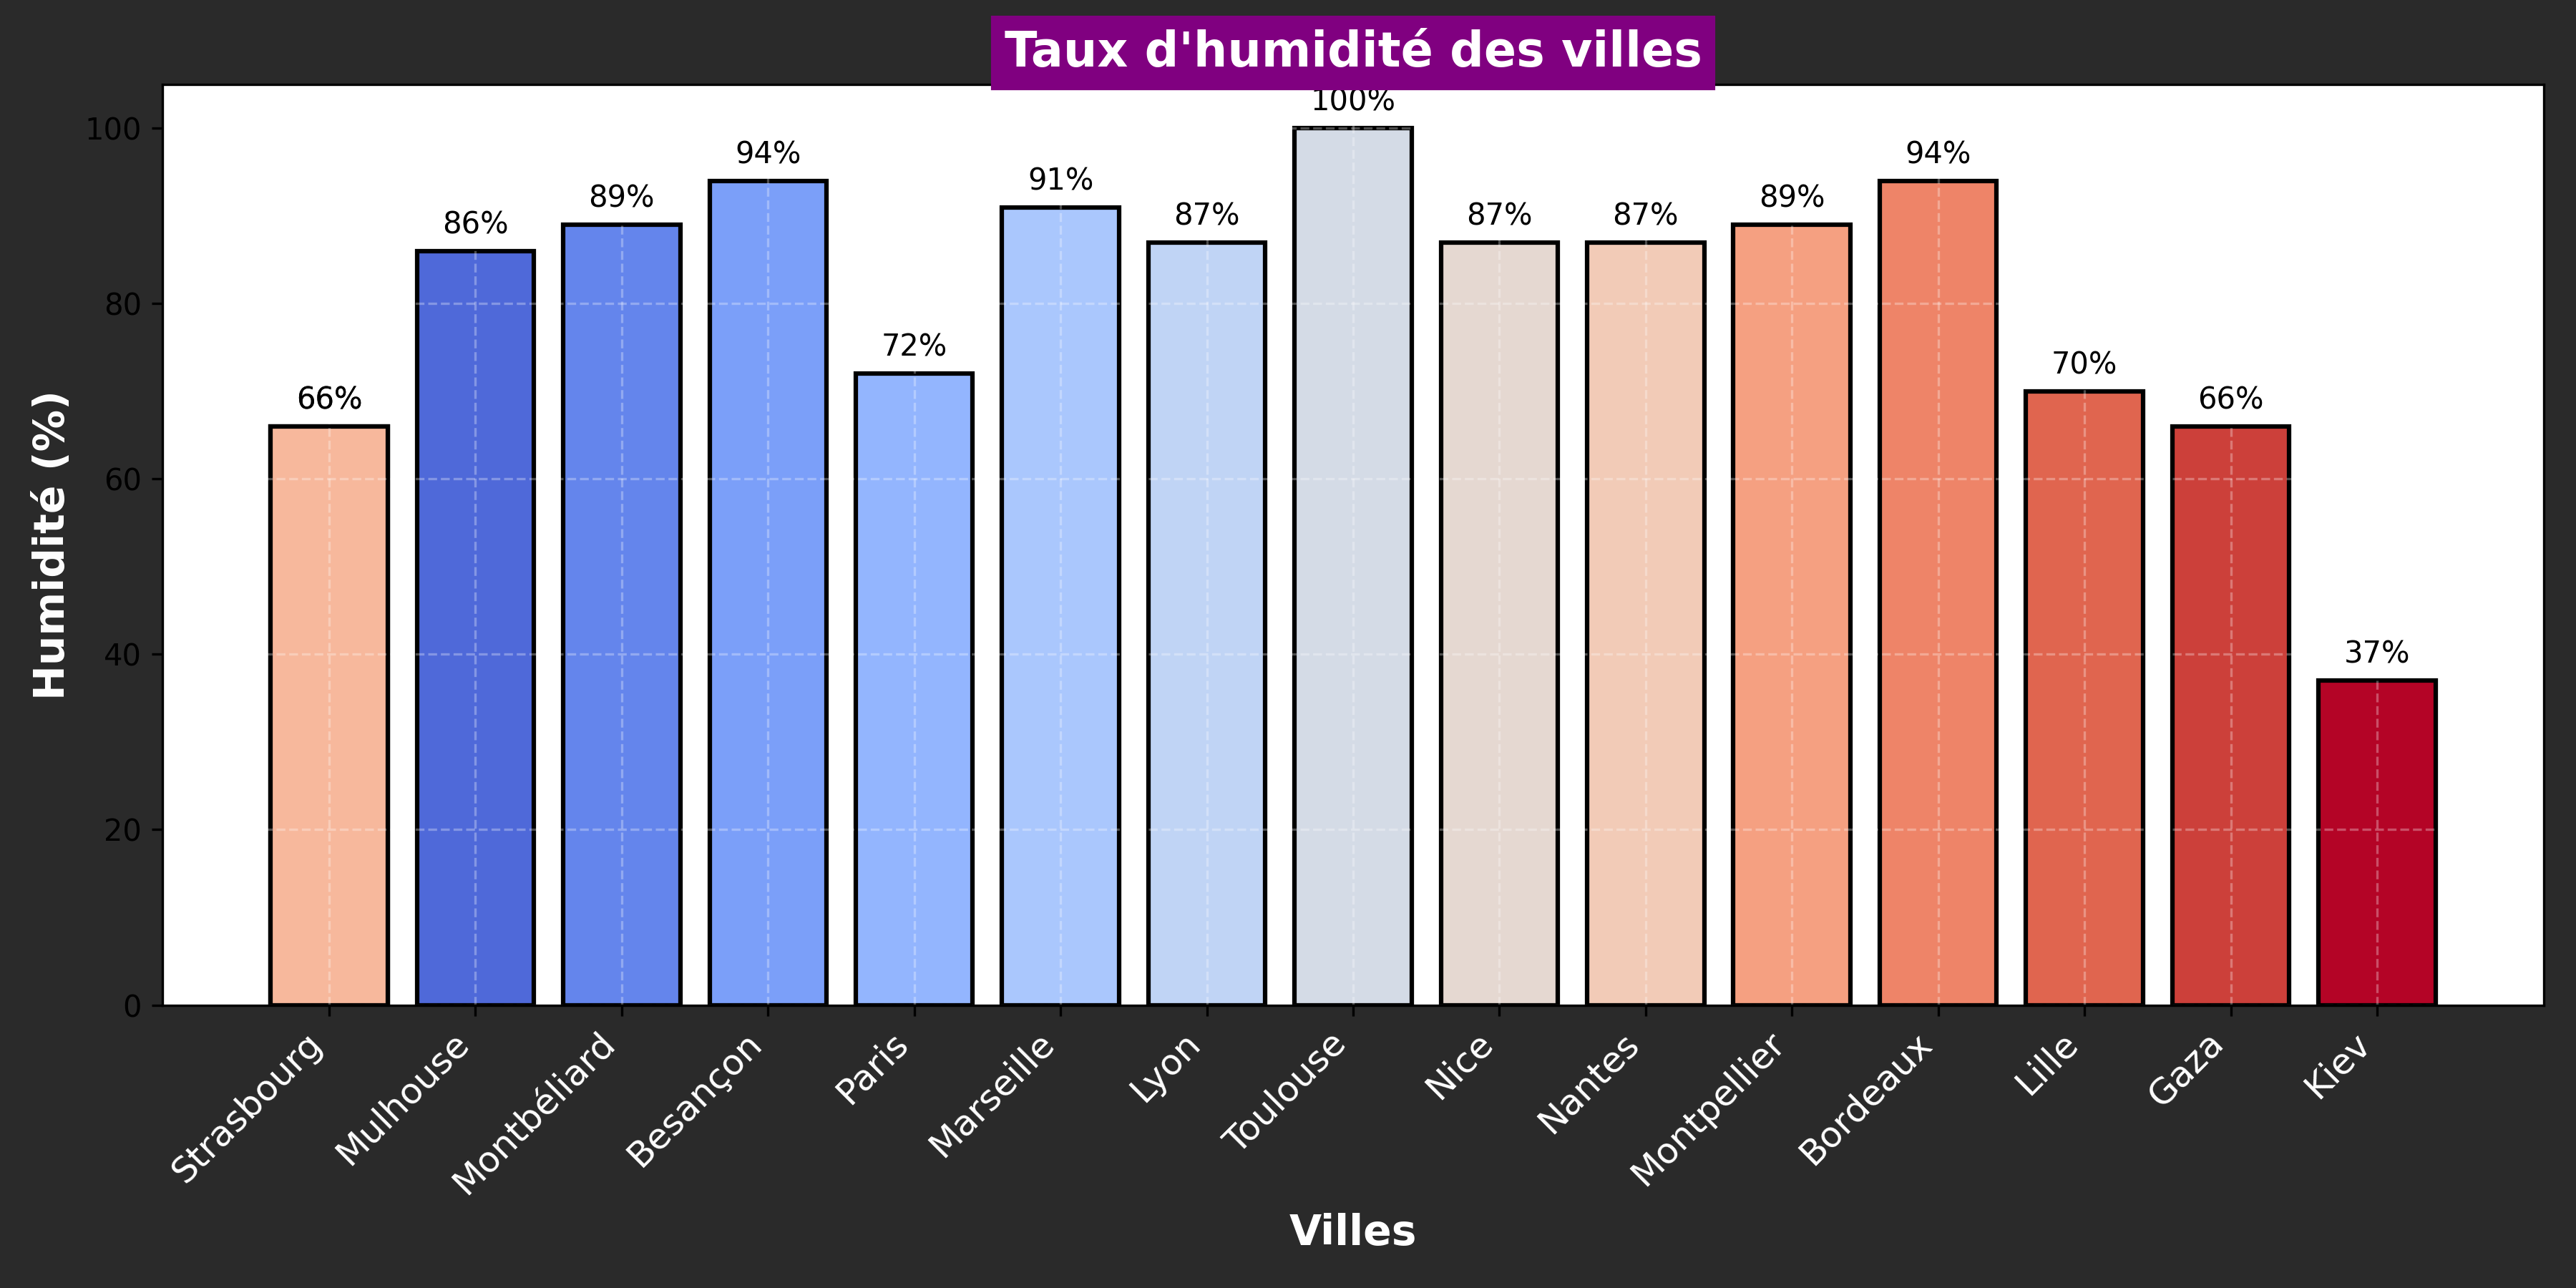 Taux d'humidité des villes
Humidité (%)
100
80
60
40
20
0
66%
86%
89%
94%
72%
91%
87%
100%
87%
87%
89%
94%
70%
66%
37%
Strasbourg
Mulhouse
Montbéliard
Besançon
Paris
Marseille
Lyon
Toulouse
Nice
Nantes
Montpellier
Bordeaux
Lille
Gaza
Kiev
Villes